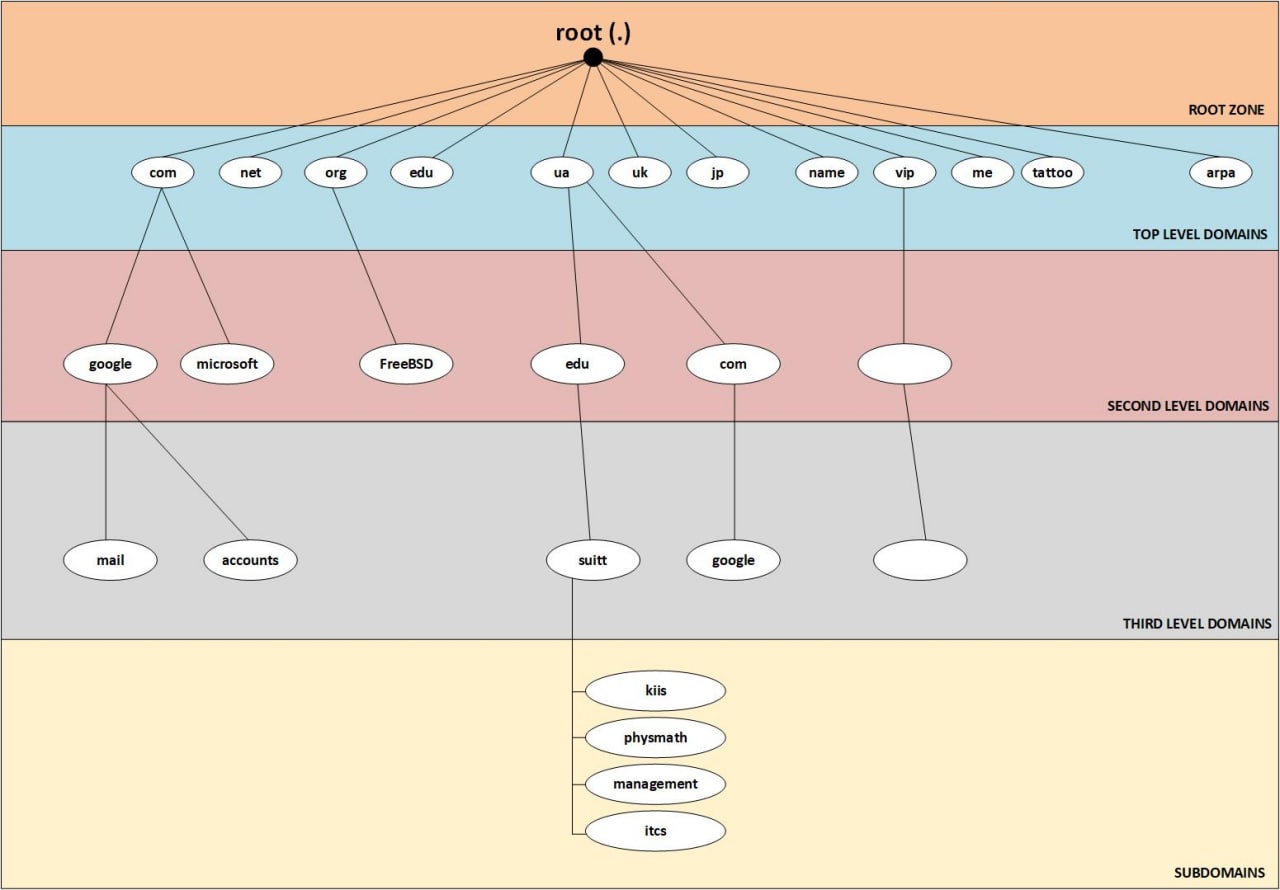 root (.)
ROOT ZONE
com
net
org
edu
ua
uk
jp
name
vip
me
tattoo
arpa
TOP LEVEL DOMAINS
google
microsoft
FreeBSD
edu
com
SECOND LEVEL DOMAINS
mail
accounts
suitt
google
THIRD LEVEL DOMAINS
kiis
physmath
management
itcs
SUBDOMAINS